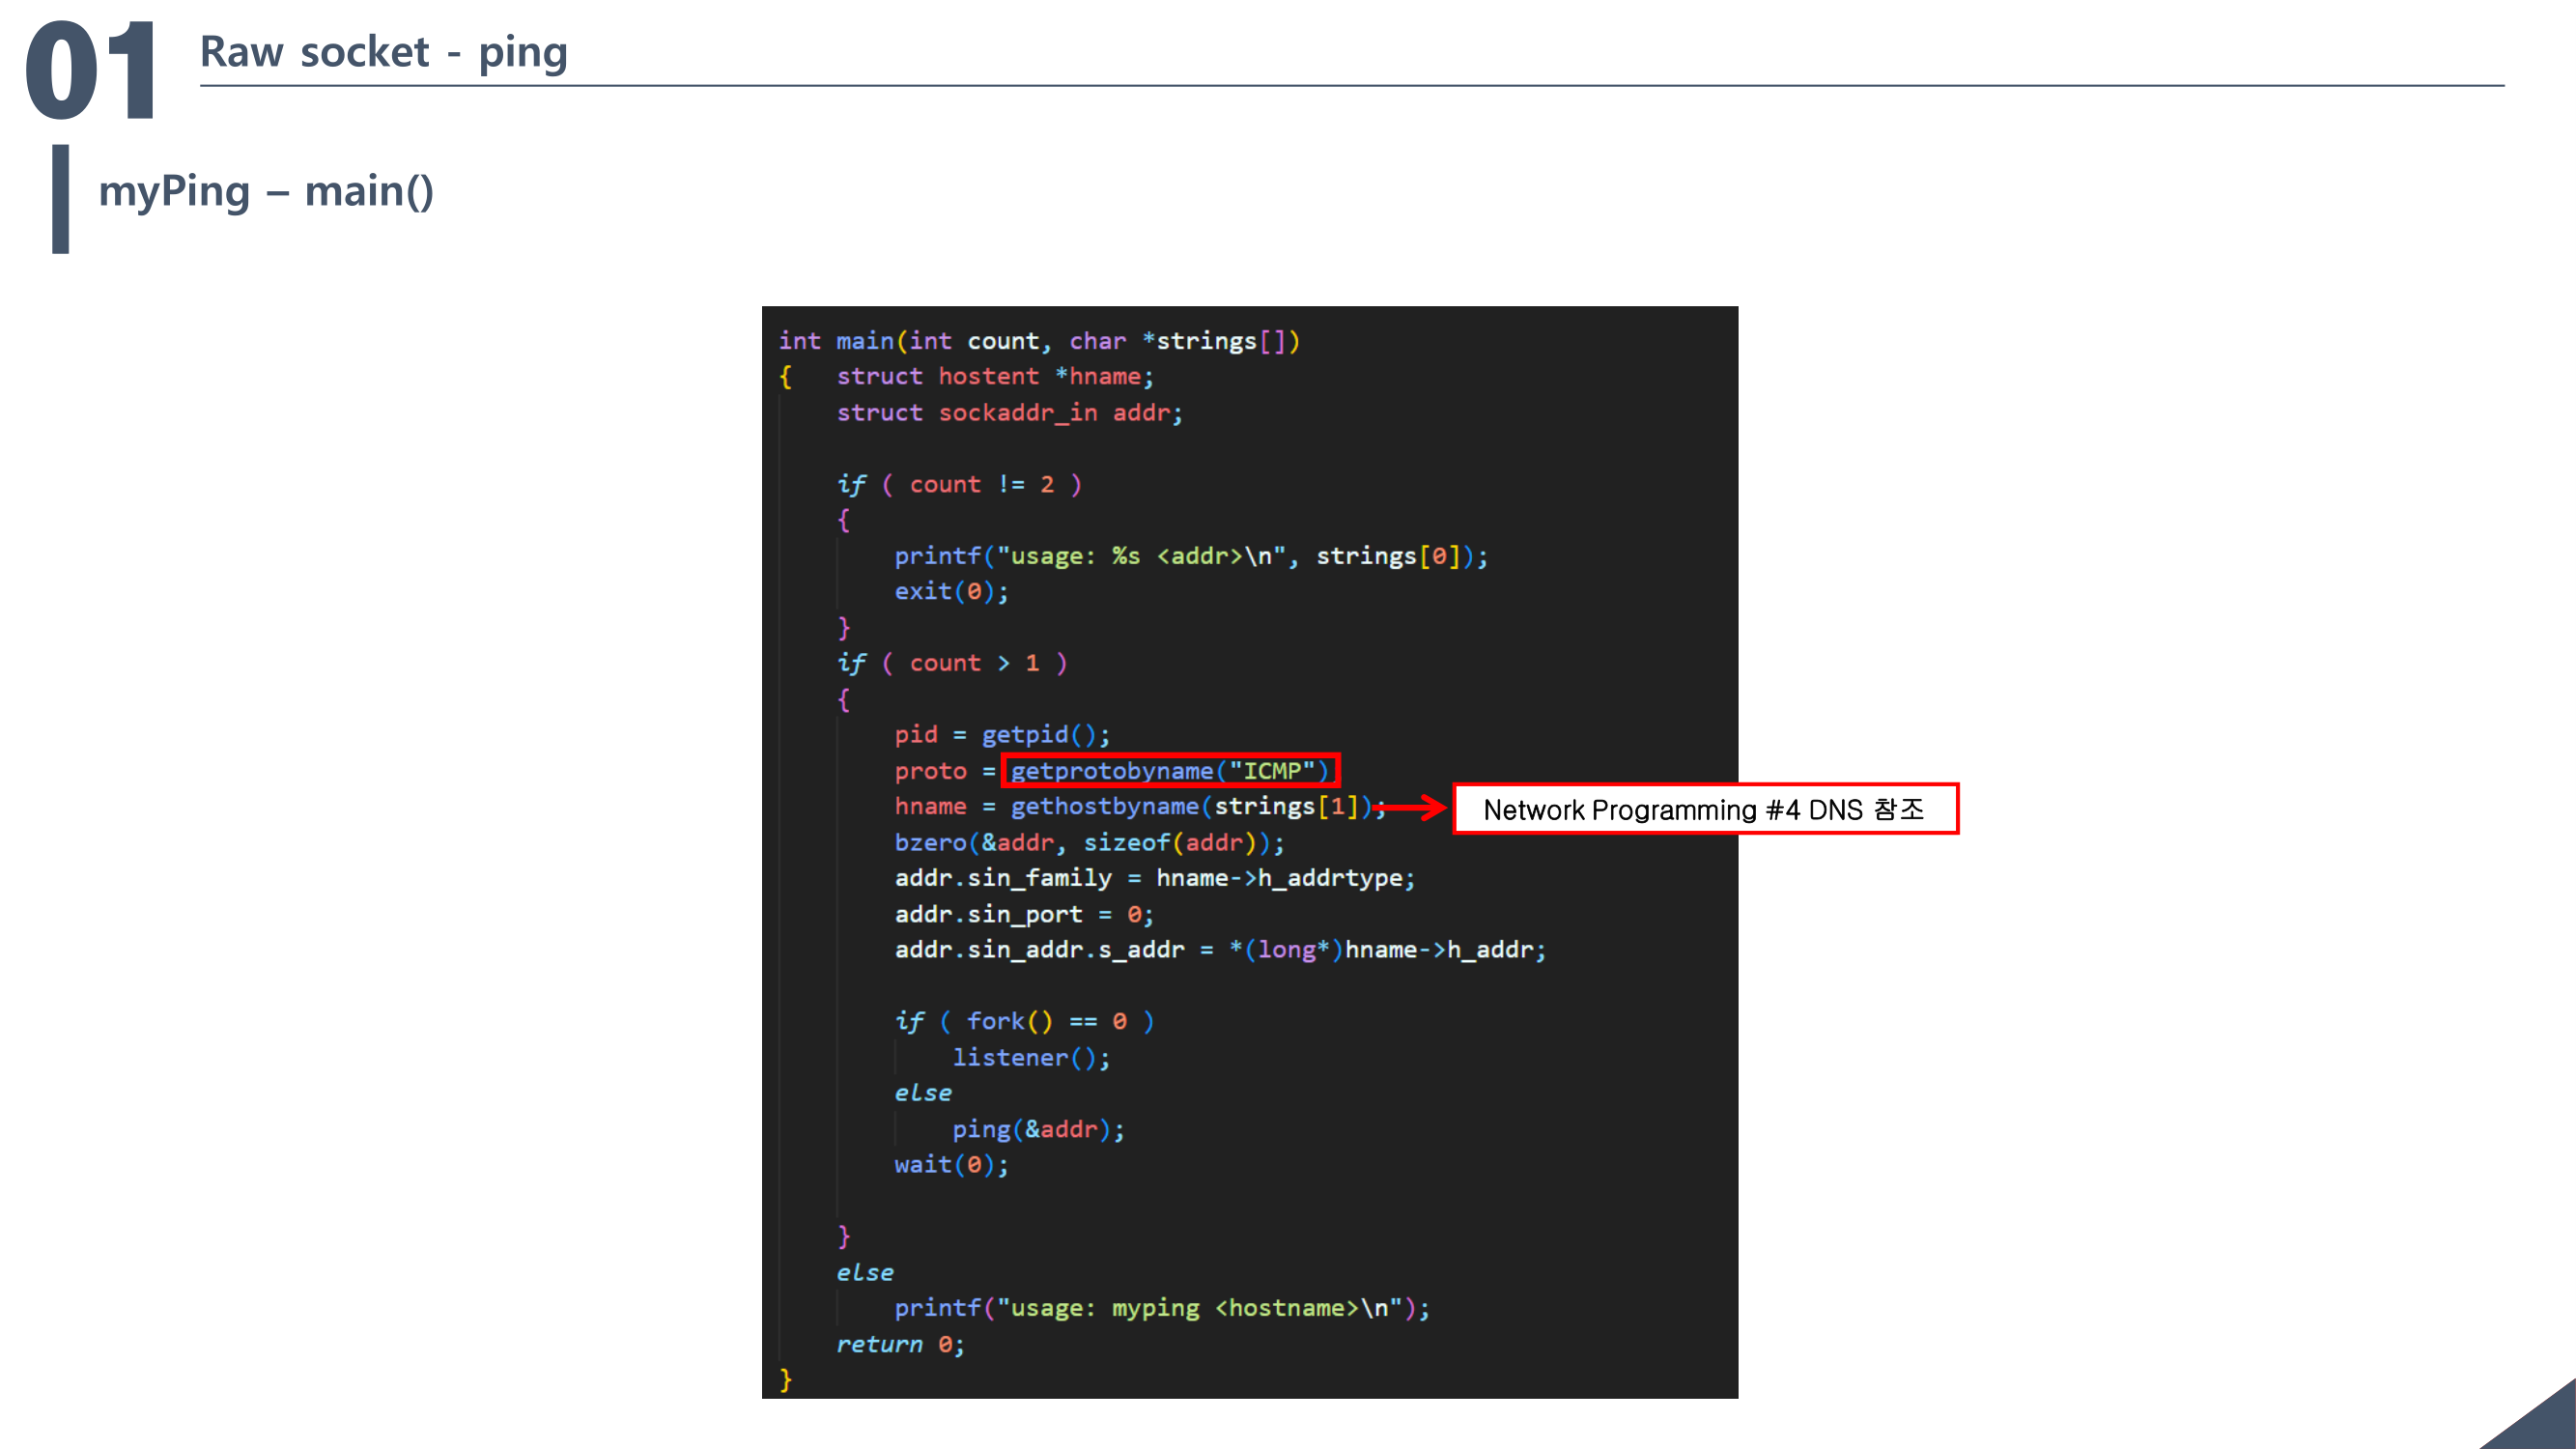 01
Raw socket - ping
myPing – main()
int main(int count, char *strings[])
{   struct hostent *hname;
    struct sockaddr_in addr;
    if ( count != 2 )
    {
        printf("usage: %s <addr>\n", strings[0]);
        exit(0);
    }
    if ( count > 1 )
    {
        pid = getpid();
        proto = getprotobyname("ICMP")
        hname = gethostbyname(strings[1]);
Network Programming #4 DNS 참조
        bzero(&addr, sizeof(addr));
        addr.sin_family = hname->h_addrtype;
        addr.sin_port = 0;
        addr.sin_addr.s_addr = *(long*)hname->h_addr;
        if ( fork() == 0 )
            listener();
        else
            ping(&addr);
        wait(0);
    }
    else
        printf("usage: myping <hostname>\n");
    return 0;
}